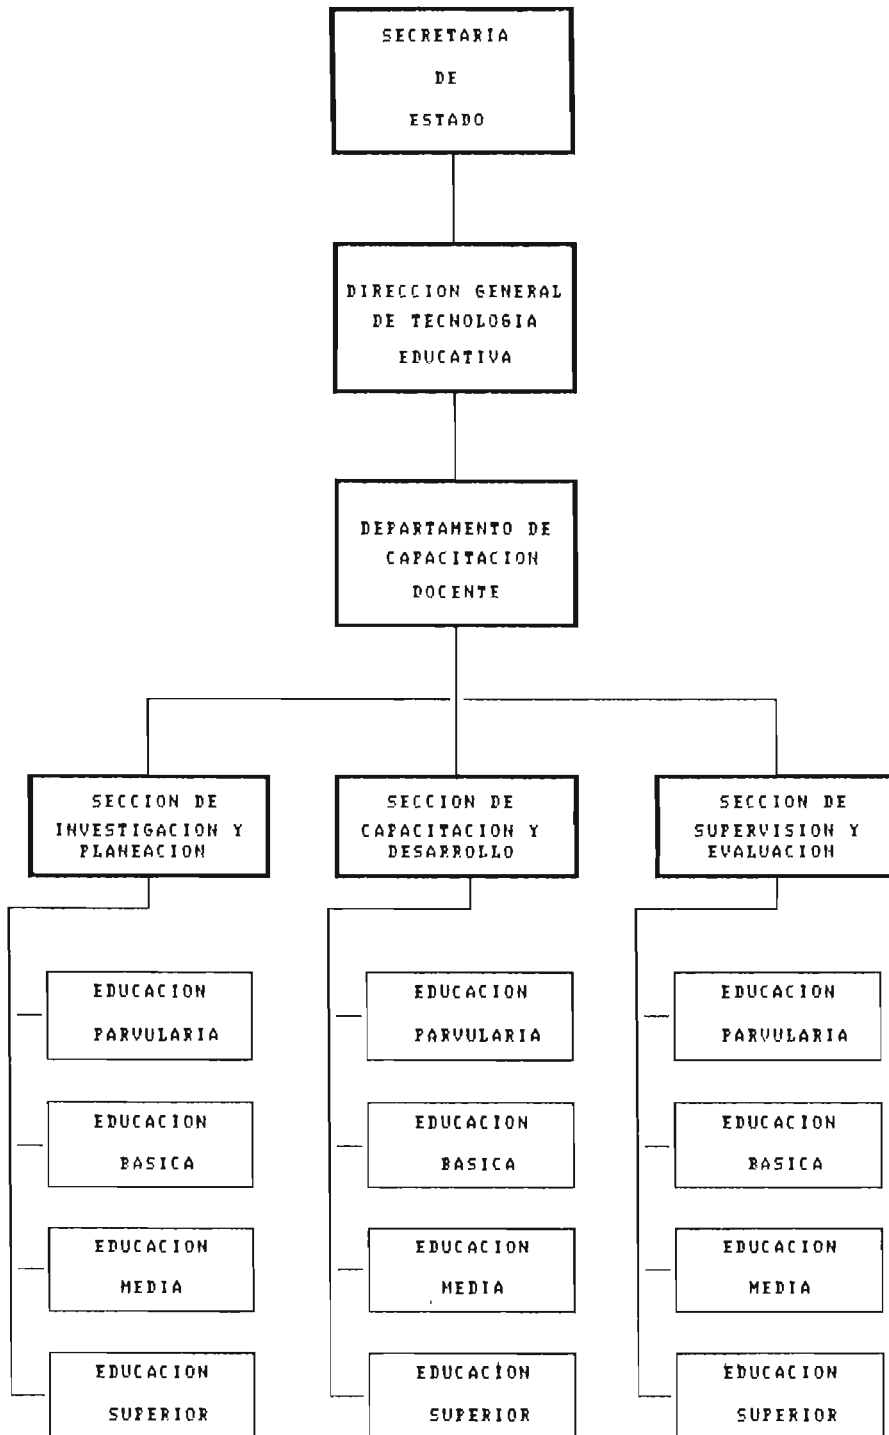 SECRETARIA
DE
ESTADO
DIRECCION GENERAL
DE TECNOLOGIA
EDUCATIVA
DEPARTAMENTO DE
CAPACITACION
DOCENTE
SECCION DE
INVESTIGACION Y
PLANEACION
SECCION DE
CAPACITACION Y
DESARROLLO
SECCION DE
SUPERVISION Y
EVALUACION
EDUCACION
PARVULARIA
EDUCACION
BASICA
EDUCACION
MEDIA
EDUCACION
SUPERIOR
EDUCACION
PARVULARIA
EDUCACION
BASICA
EDUCACION
MEDIA
EDUCACION
SUPERIOR
EDUCACION
PARVULARIA
EDUCACION
BASICA
EDUCACION
MEDIA
EDUCACION
SUPERIOR